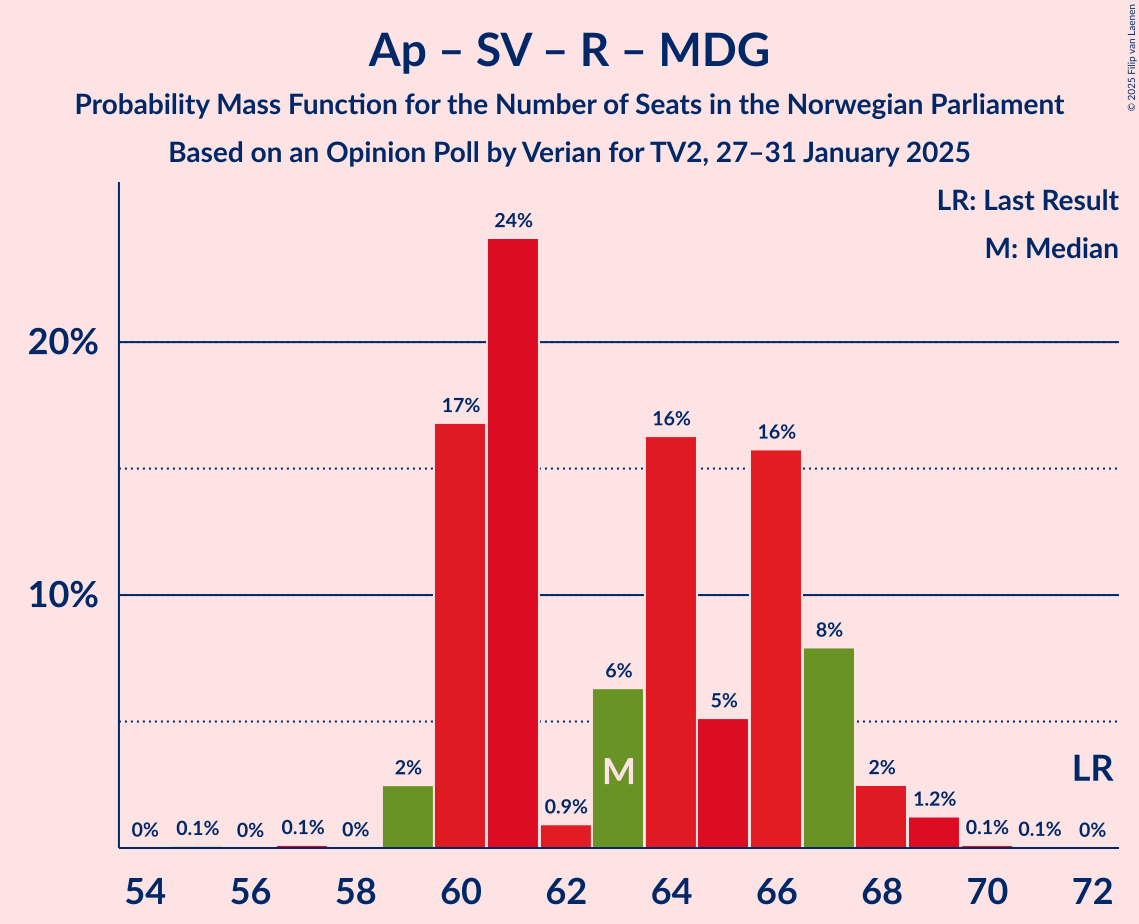 Ap – SV – R – MDG
Probability Mass Function for the Number of Seats in the Norwegian Parliament
Based on an Opinion Poll by Verian for TV2, 27–31 January 2025
© 2025 Filip van Laenen
LR: Last Result
M: Median
20%
10%
0%
0.1%
0%
0.1%
0%
2%
17%
24%
0.9%
6%
16%
5%
16%
8%
2%
1.2%
0.1%
0.1%
0%
M
LR
54 56 58 60 62 64 66 68 70 72